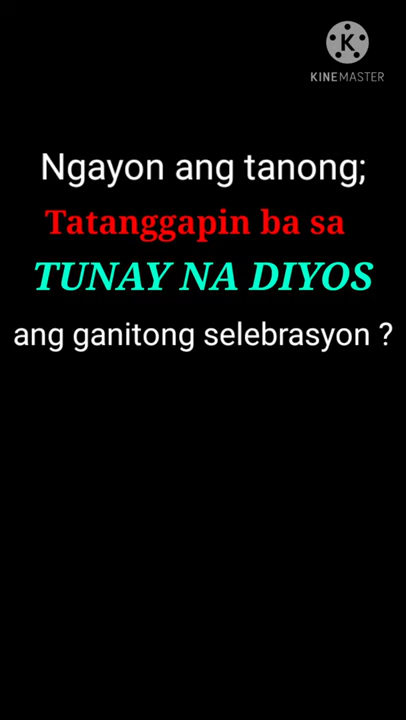 KINEMASTER
Ngayon ang tanong;
Tatanggapin ba sa
TUNAY NA DIYOS
ang ganitong selebrasyon ?